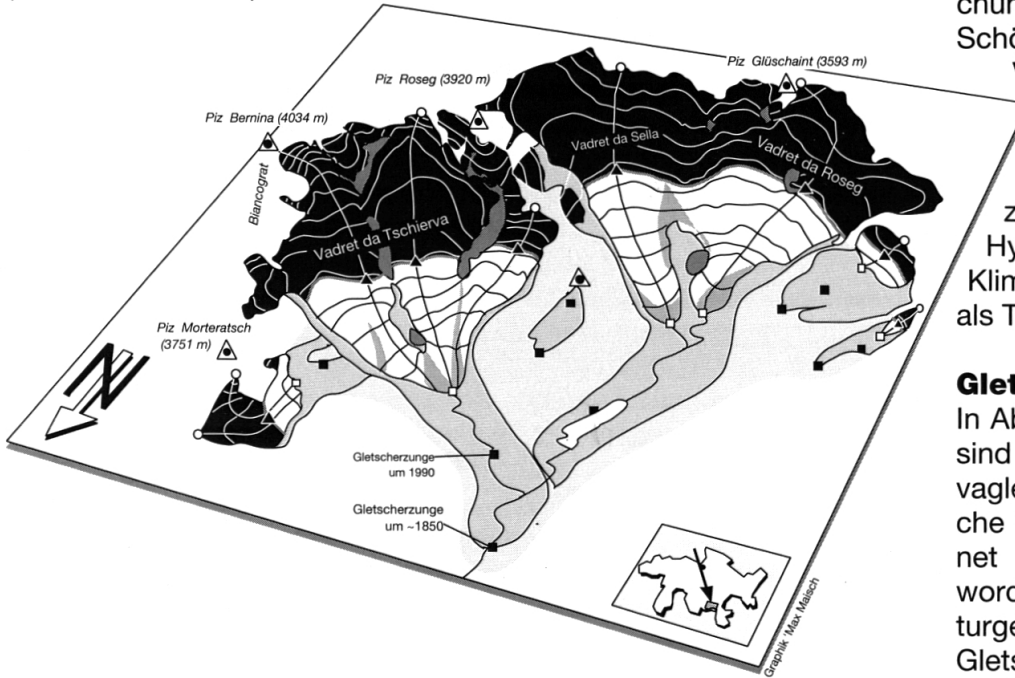 Piz Glüschaint (3593 m)
Piz Roseg (3920 m)
Piz Bernina (4034 m)
Biancograt
Vadret da Sella
Vadret da Roseg
Vadret da Tschierva
Piz Morteratsch
(3751 m)
N
Gletscherzunge
um 1990
Gletscherzunge
um ~1850
Graphik 'Max Maisch
Schö
z
Hy
Klim
als T
Glet
In Ab
sind
vagle
che
net
word
turge
Glets